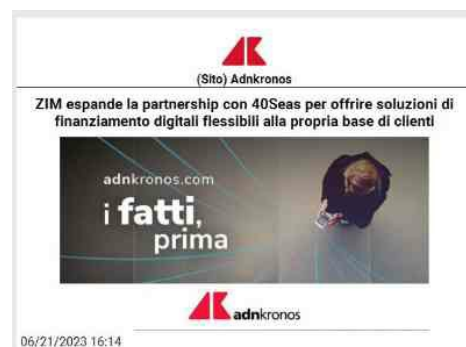 (Sito) Adnkronos
ZIM espande la partnership con 40Seas per offrire soluzioni di
finanziamento digitali flessibili alla propria base di clienti
adnkronos.com
i fatti,
prima
adnkronos
06/21/2023 16:14